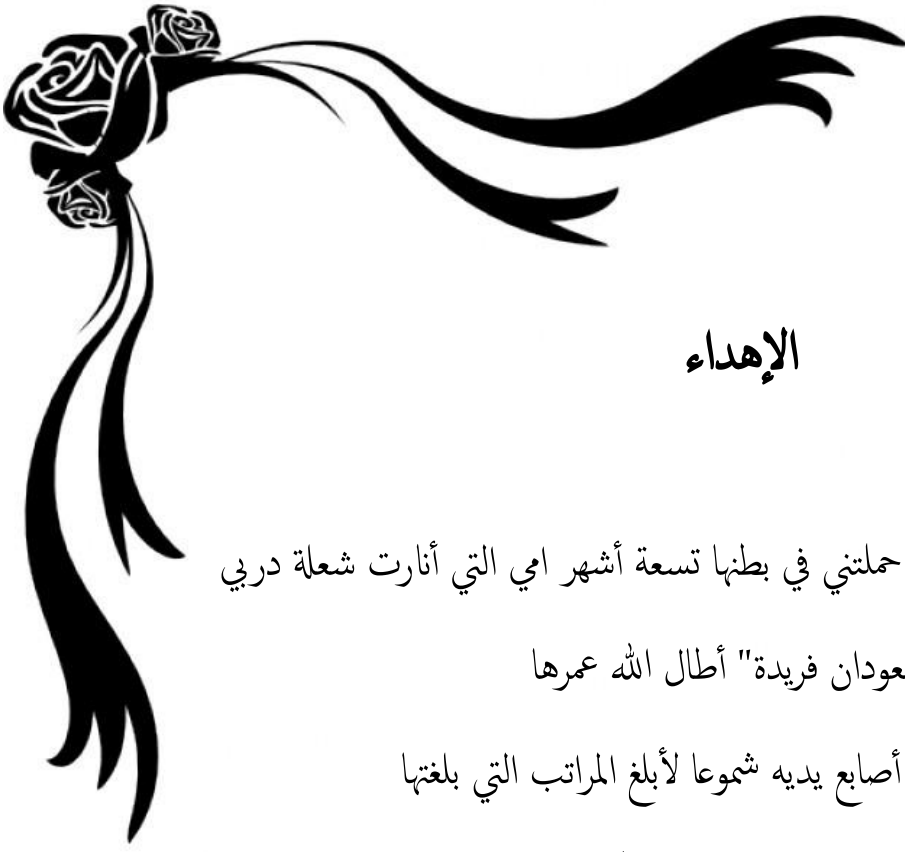 الإهداء
حملتني في بطنها تسعة أشهر امي التي أنارت شعلة دربي
عودان فريدة" أطال الله عمرها
أصابع يديه شموعا لأبلغ المراتب التي بلغتها